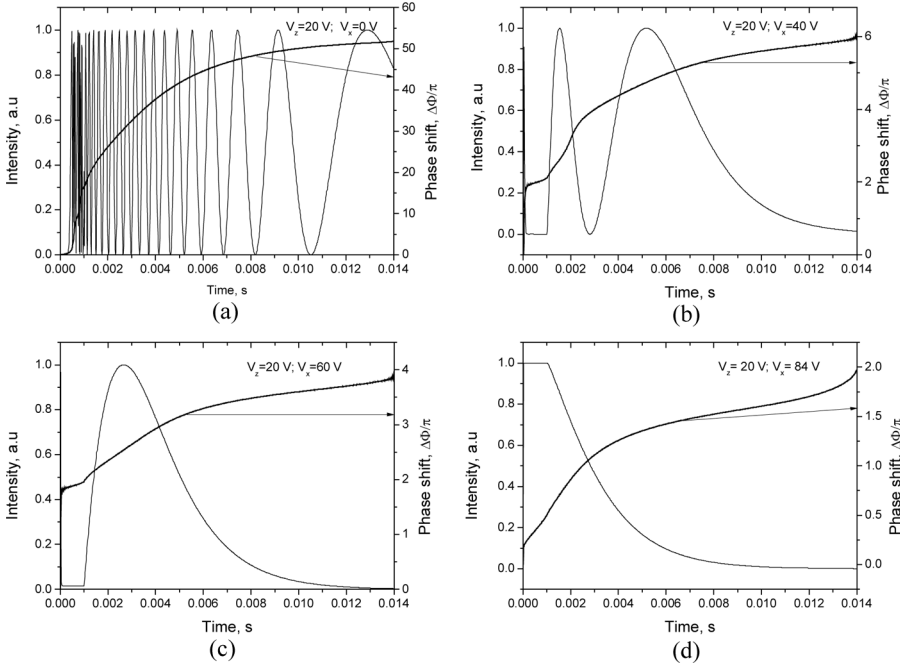 V_z=20 V; V_x=0 V
Intensity, a.u
1.0
0.8
0.6
0.4
0.2
0.0
60
50
40
30
20
10
0
Phase shift, ΔΦ/π
0.000 0.002 0.004 0.006 0.008 0.010 0.012 0.014
Time, s
(a)
V_z=20 V; V_x=40 V
Intensity, a.u
1.0
0.8
0.6
0.4
0.2
0.0
6
4
2
0
Phase shift, ΔΦ/π
0.000 0.002 0.004 0.006 0.008 0.010 0.012 0.014
Time, s
(b)
V_z=20 V; V_x=60 V
Intensity, a.u
1.0
0.8
0.6
0.4
0.2
0.0
4
3
2
1
0
Phase shift, ΔΦ/π
0.000 0.002 0.004 0.006 0.008 0.010 0.012 0.014
Time, s
(c)
V_z= 20 V; V_x= 84 V
Intensity, a.u
1.0
0.8
0.6
0.4
0.2
0.0
2.0
1.5
1.0
0.5
0.0
Phase shift, ΔΦ/π
0.000 0.002 0.004 0.006 0.008 0.010 0.012 0.014
Time, s
(d)